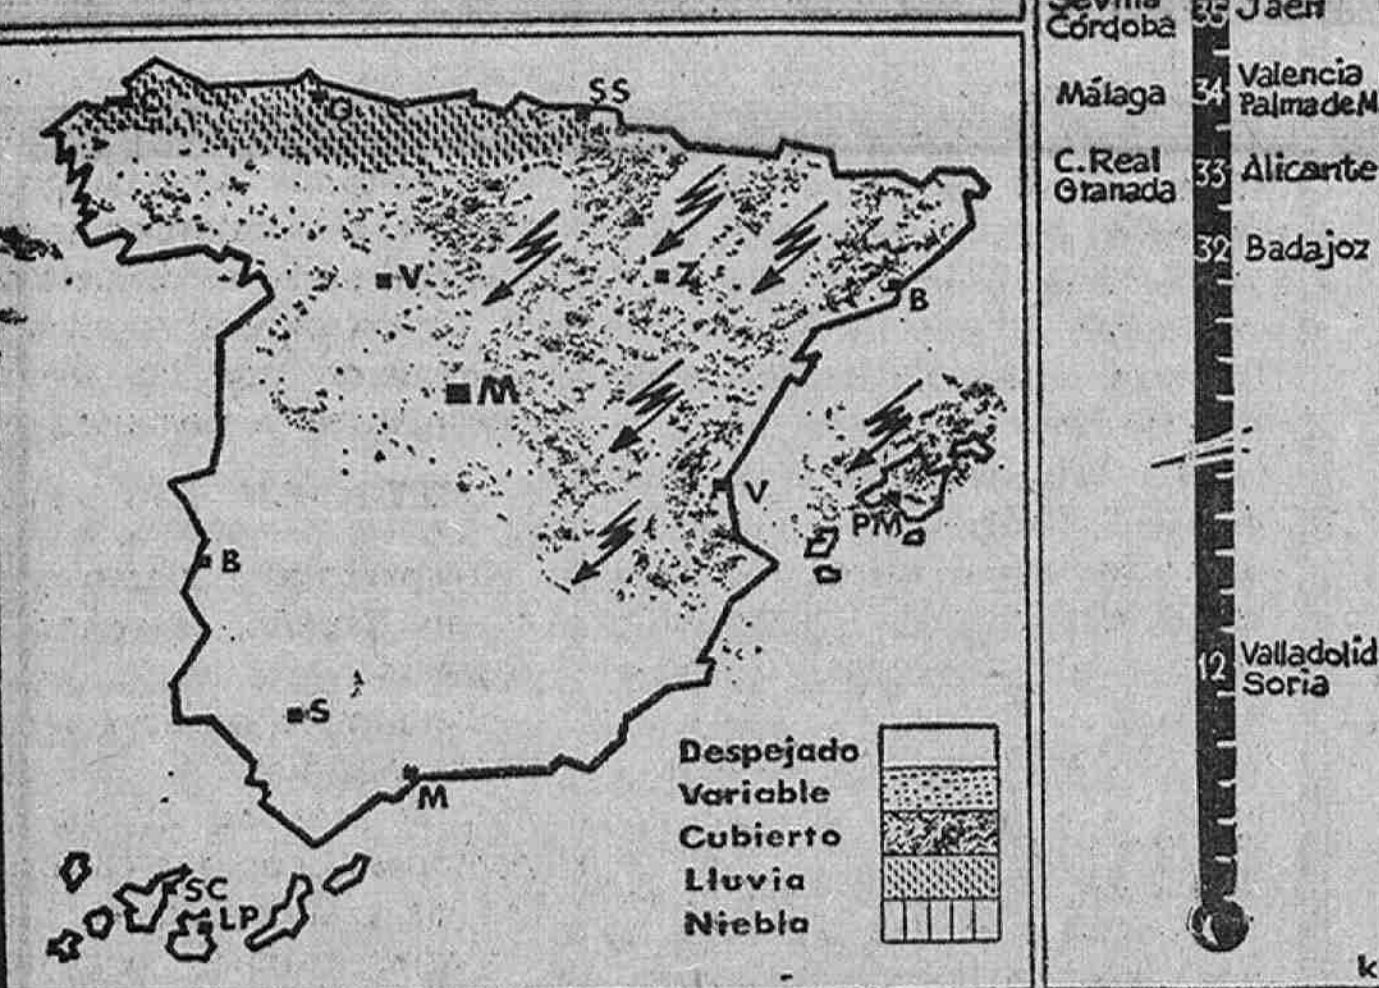 SS
C
G
V
Z
B
M
V
PM
B
S
M
SC
LP
Despejado
Variable
Cubierto
Lluvia
Niebla
Sevilla
Córdoba
Jaén
Málaga
34
Valencia
Palma de M
C. Real
Granada
33
Alicante
32
Badajoz
12
Valladolid
Soria
k